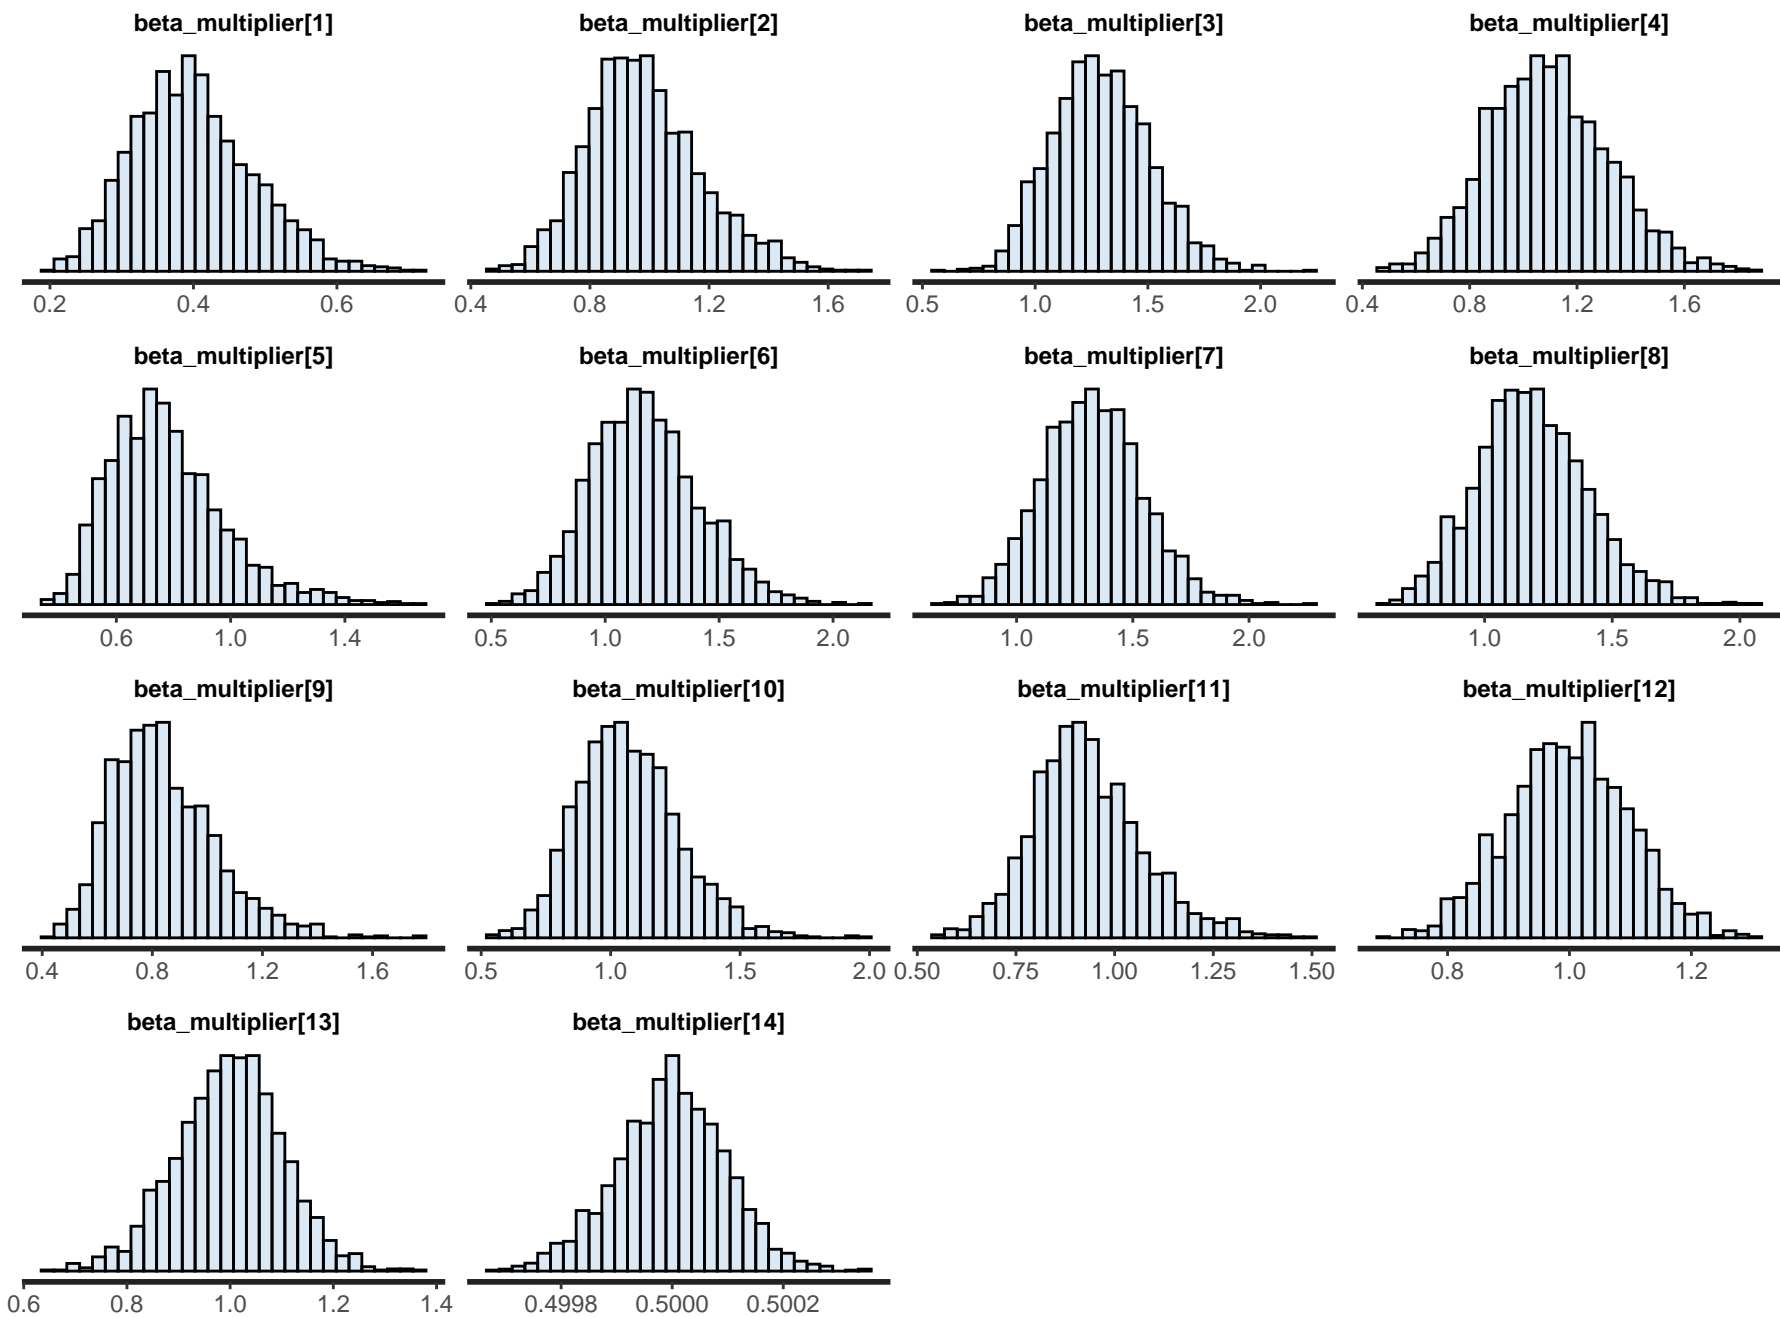 beta_multiplier[1] beta_multiplier[2] beta_multiplier[3] beta_multiplier[4]
0.2 0.4 0.6 0.4 0.8 1.2 1.6 0.5 1.0 1.5 2.0 0.4 0.8 1.2 1.6
beta_multiplier[5] beta_multiplier[6] beta_multiplier[7] beta_multiplier[8]
0.6 1.0 1.4 0.5 1.0 1.5 2.0 1.0 1.5 2.0 1.0 1.5 2.0
beta_multiplier[9] beta_multiplier[10] beta_multiplier[11] beta_multiplier[12]
0.4 0.8 1.2 1.6 0.5 1.0 1.5 2.0 0.50 0.75 1.00 1.25 1.50 0.8 1.0 1.2
beta_multiplier[13] beta_multiplier[14]
0.6 0.8 1.0 1.2 1.4 0.4998 0.5000 0.5002